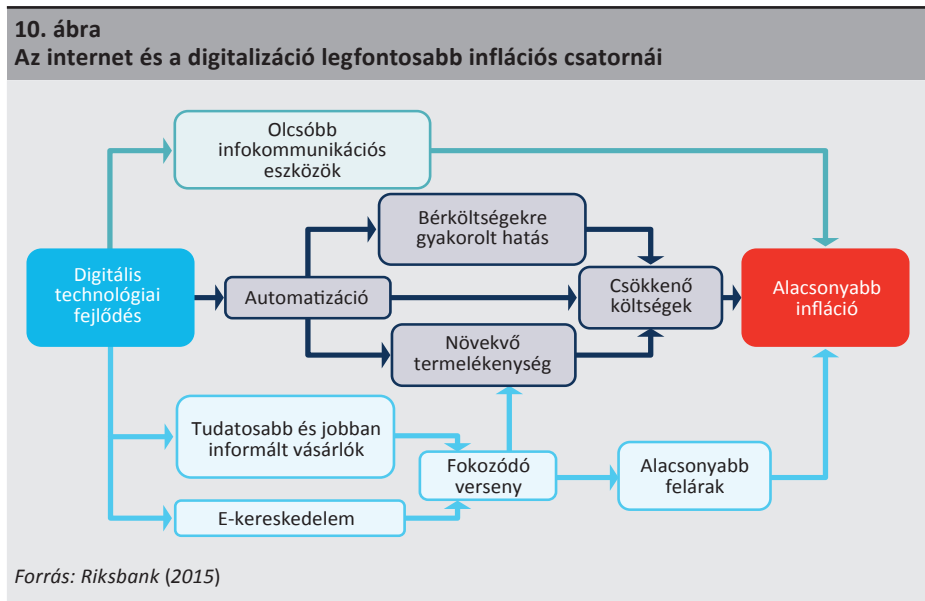 10. ábra
Az internet és a digitalizáció legfontosabb inflációs csatornái
Olcsóbb
infokommunikációs
eszközök
Bérköltségekre
gyakorolt hatás
Digitális
technológiai
fejlődés
Automatizáció
Csökkenő
költségek
Alacsonyabb
infláció
Növekvő
termelékenység
Tudatosabb és jobban
informált vásárlók
Fokozódó
verseny
Alacsonyabb
felárak
E-kereskedelem
Forrás: Riksbank (2015)